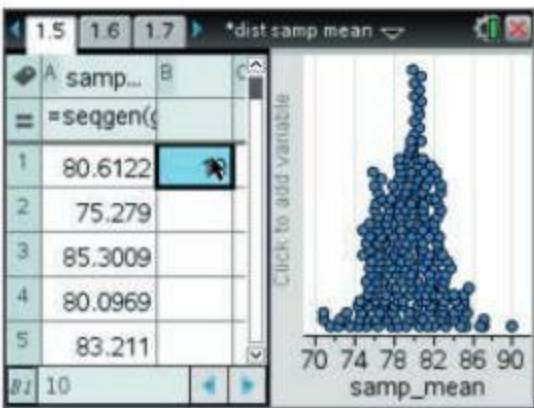 1.5 1.6 1.7 *dist samp mean
A samp... B C
= =seqgen(g
1 80.6122
2 75.279
3 85.3009
4 80.0969
5 83.211
B1 10
Click to add variable
70 74 78 82 86 90
samp_mean